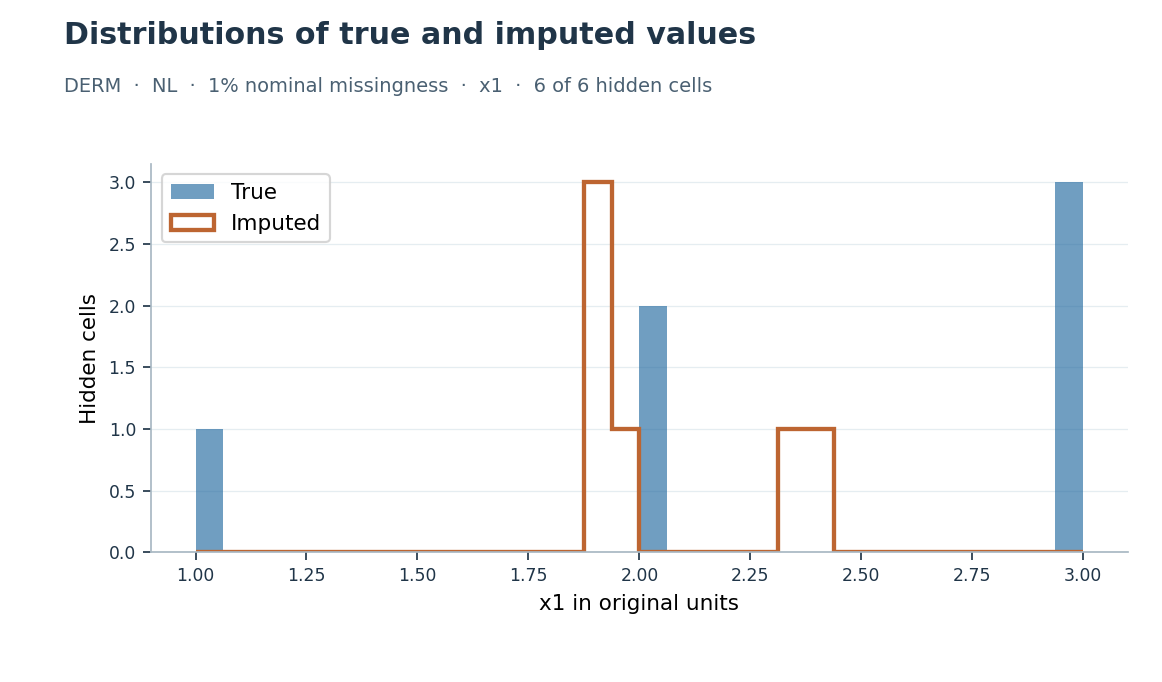 Distributions of true and imputed values
DERM · NL · 1% nominal missingness · x1 · 6 of 6 hidden cells
True
Imputed
Hidden cells
3.0
2.5
2.0
1.5
1.0
0.5
0.0
1.00 1.25 1.50 1.75 2.00 2.25 2.50 2.75 3.00
x1 in original units